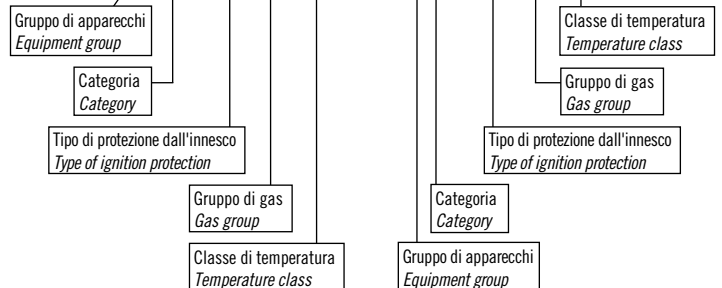 Gruppo di apparecchi
Equipment group
Categoria
Category
Tipo di protezione dall'innesco
Type of ignition protection
Gruppo di gas
Gas group
Classe di temperatura
Temperature class
Classe di temperatura
Temperature class
Gruppo di gas
Gas group
Tipo di protezione dall'innesco
Type of ignition protection
Categoria
Category
Gruppo di apparecchi
Equipment group